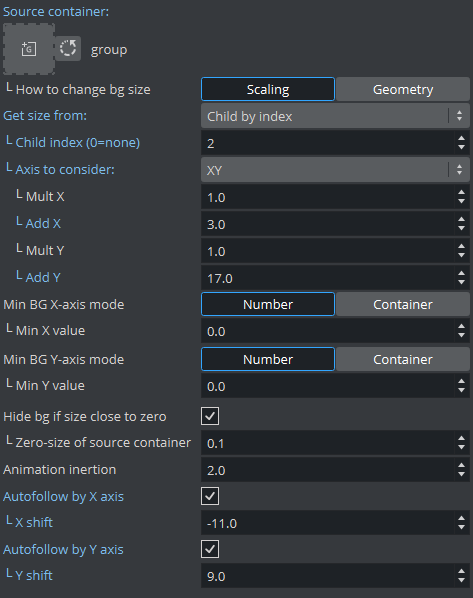 Source container:
G group
└ How to change bg size Scaling Geometry
Get size from: Child by index
└ Child index (0=none) 2
└ Axis to consider: XY
└ Mult X 1.0
└ Add X 3.0
└ Mult Y 1.0
└ Add Y 17.0
Min BG X-axis mode Number Container
└ Min X value 0.0
Min BG Y-axis mode Number Container
└ Min Y value 0.0
Hide bg if size close to zero
└ Zero-size of source container 0.1
Animation inertion 2.0
Autofollow by X axis
└ X shift -11.0
Autofollow by Y axis
└ Y shift 9.0